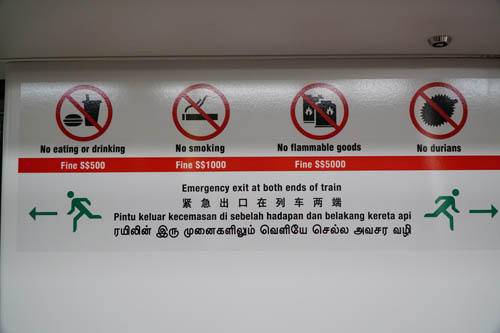 No eating or drinking
No smoking
No flammable goods
No durians
Fine S$500
Fine S$1000
Fine S$5000
Emergency exit at both ends of train
紧急出口在列车两端
Pintu keluar kecemasan di sebelah hadapan dan belakang kereta api
ரயிலின் இரு முனைகளிலும் வெளியே செல்ல அவசர வழி